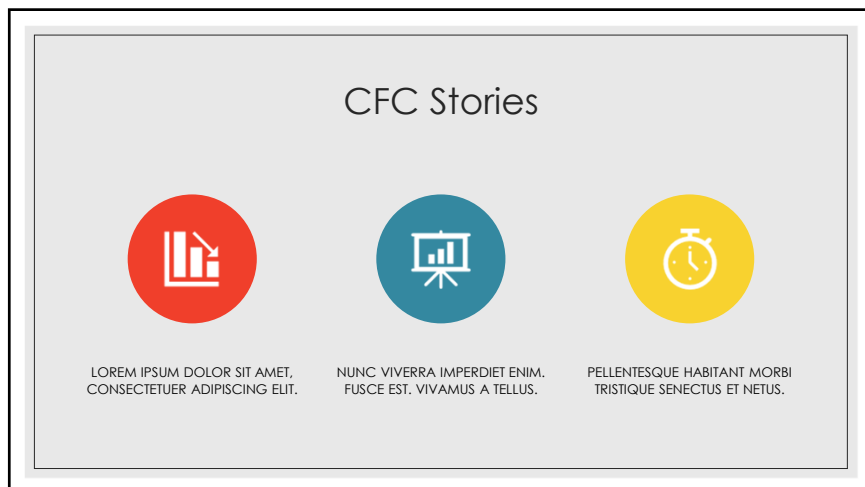 CFC Stories
LOREM IPSUM DOLOR SIT AMET,
CONSECTETUER ADIPISCING ELIT.
NUNC VIVERRA IMPERDIET ENIM.
FUSCE EST. VIVAMUS A TELLUS.
PELLENTESQUE HABITANT MORBI
TRISTIQUE SENECTUS ET NETUS.